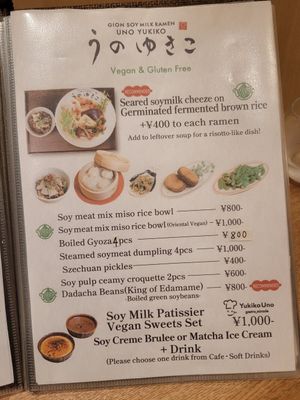 GION SOY MILK RAMEN
UNO YUKIKO
うのゆきこ
Vegan & Gluten Free
RECOMMENDED
Seared soymilk cheeze on
Germinated fermented brown rice
+¥400 to each ramen
Add to leftover soup for a risotto-like dish!
Soy meat mix miso rice bowl ¥800-
Soy meat mix miso rice bowl(Oriental Vegan) ¥1,000-
Boiled Gyoza 4pcs ¥800
Steamed soymeat dumpling 4pcs ¥1,000-
Szechuan pickles ¥400-
Soy pulp ceamy croquette 2pcs ¥600-
Dadacha Beans(King of Edamame) ¥800-
-Boiled green soybeans-
RECOMMENDED
Soy Milk Patissier
Vegan Sweets Set
YukikoUno
¥1,000-
Soy Creme Brulee or Matcha Ice Cream
+ Drink
(Please choose one drink from Cafe・Soft Drinks)